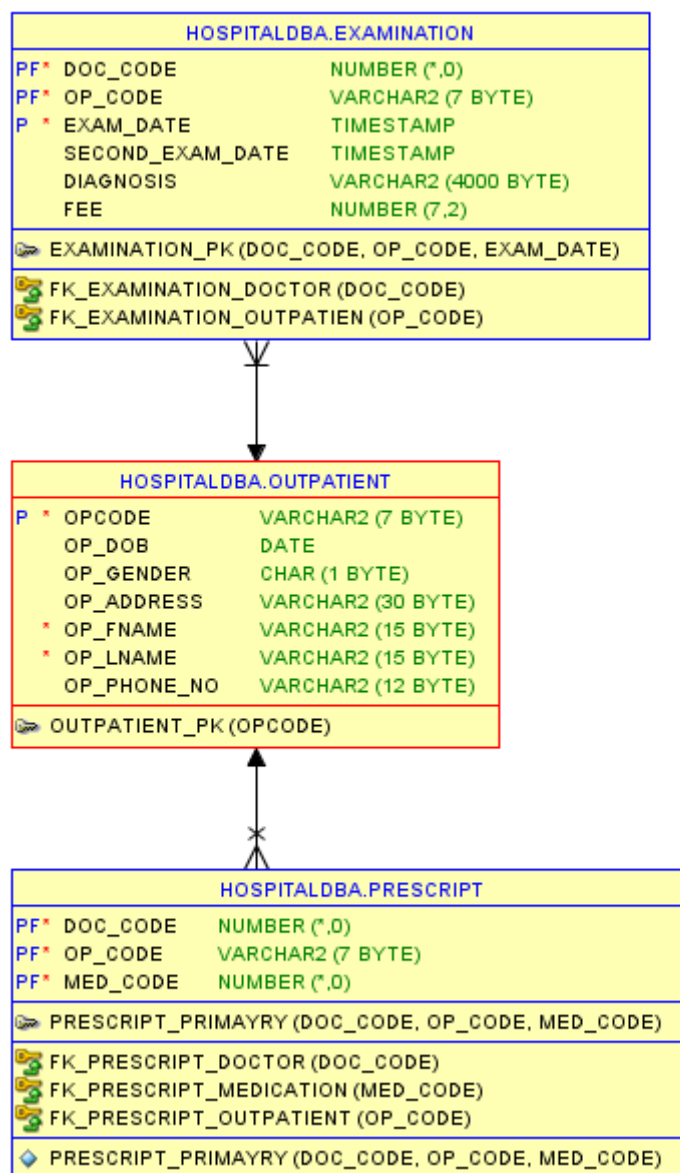 HOSPITALDBA.EXAMINATION
PF* DOC_CODE NUMBER (*,0)
PF* OP_CODE VARCHAR2 (7 BYTE)
P * EXAM_DATE TIMESTAMP
SECOND_EXAM_DATE TIMESTAMP
DIAGNOSIS VARCHAR2 (4000 BYTE)
FEE NUMBER (7,2)
EXAMINATION_PK (DOC_CODE, OP_CODE, EXAM_DATE)
FK_EXAMINATION_DOCTOR (DOC_CODE)
FK_EXAMINATION_OUTPATIEN (OP_CODE)
HOSPITALDBA.OUTPATIENT
P * OPCODE VARCHAR2 (7 BYTE)
OP_DOB DATE
OP_GENDER CHAR (1 BYTE)
OP_ADDRESS VARCHAR2 (30 BYTE)
* OP_FNAME VARCHAR2 (15 BYTE)
* OP_LNAME VARCHAR2 (15 BYTE)
OP_PHONE_NO VARCHAR2 (12 BYTE)
OUTPATIENT_PK (OPCODE)
HOSPITALDBA.PRESCRIPT
PF* DOC_CODE NUMBER (*,0)
PF* OP_CODE VARCHAR2 (7 BYTE)
PF* MED_CODE NUMBER (*,0)
PRESCRIPT_PRIMAYRY (DOC_CODE, OP_CODE, MED_CODE)
FK_PRESCRIPT_DOCTOR (DOC_CODE)
FK_PRESCRIPT_MEDICATION (MED_CODE)
FK_PRESCRIPT_OUTPATIENT (OP_CODE)
PRESCRIPT_PRIMAYRY (DOC_CODE, OP_CODE, MED_CODE)